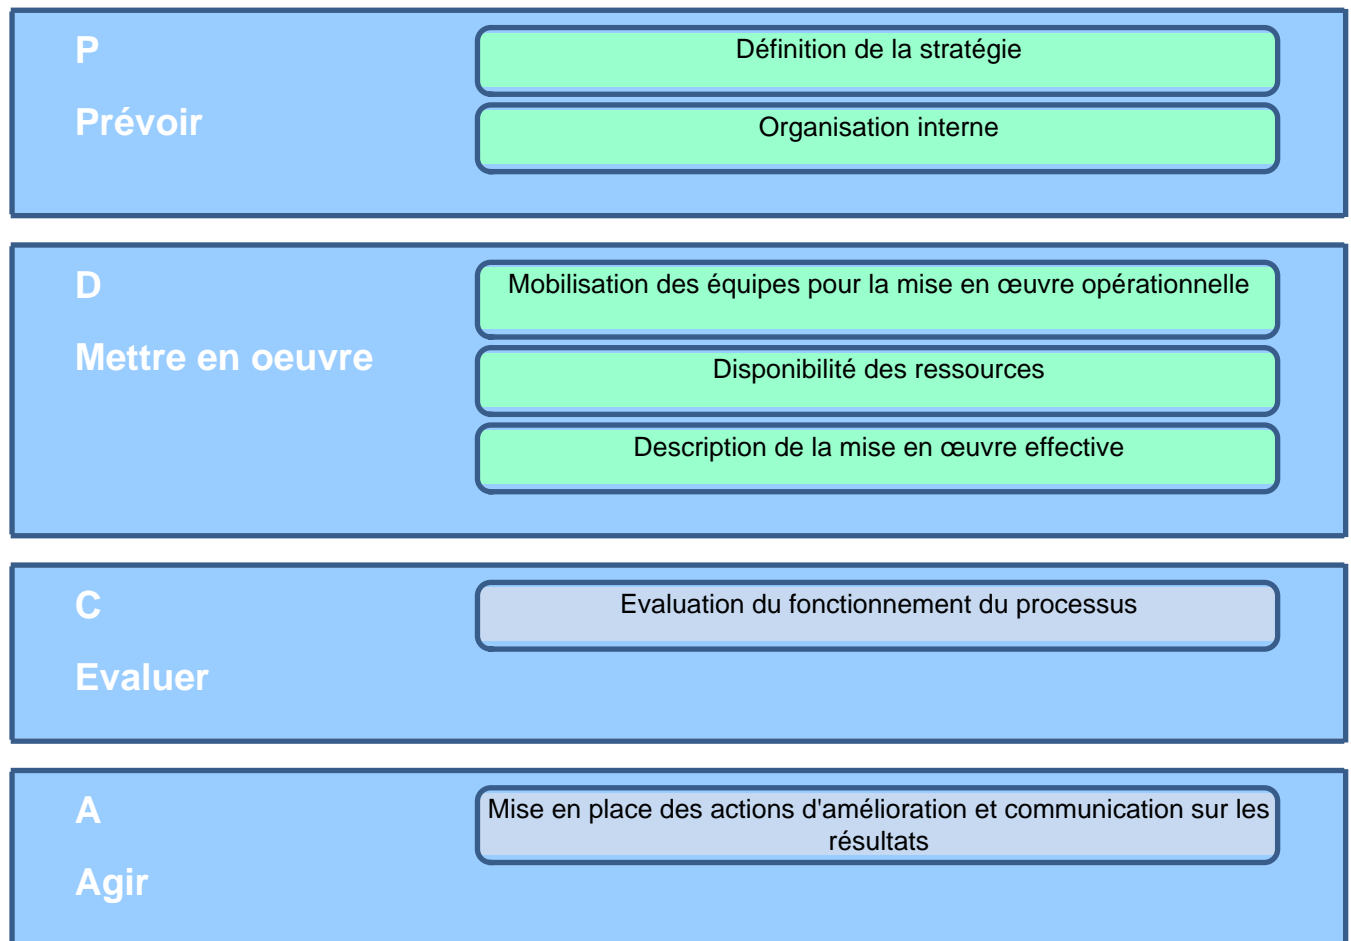 P
Prévoir
Définition de la stratégie
Organisation interne
D
Mettre en oeuvre
Mobilisation des équipes pour la mise en œuvre opérationnelle
Disponibilité des ressources
Description de la mise en œuvre effective
C
Evaluer
Evaluation du fonctionnement du processus
A
Agir
Mise en place des actions d'amélioration et communication sur les
résultats